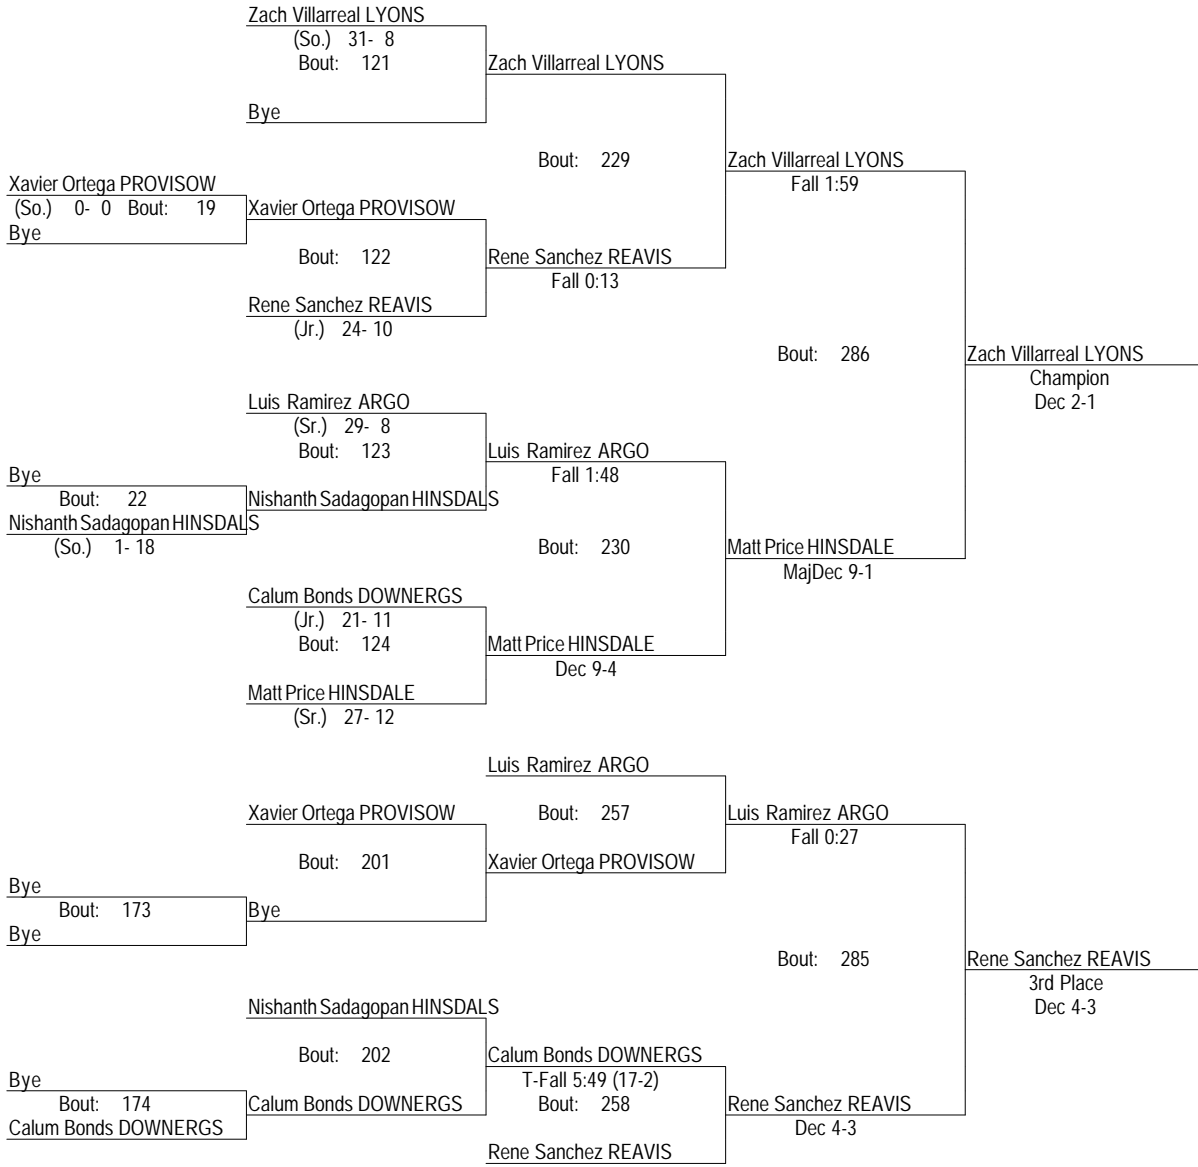 Zach Villarreal LYONS
(So.) 31- 8
Bout: 121
Zach Villarreal LYONS
Bye
Bout: 229
Zach Villarreal LYONS
Fall 1:59
Xavier Ortega PROVISOW
(So.) 0- 0 Bout: 19
Xavier Ortega PROVISOW
Bye
Bout: 122
Rene Sanchez REAVIS
Fall 0:13
Rene Sanchez REAVIS
(Jr.) 24- 10
Bout: 286
Zach Villarreal LYONS
Champion
Dec 2-1
Luis Ramirez ARGO
(Sr.) 29- 8
Bout: 123
Luis Ramirez ARGO
Fall 1:48
Bye
Bout: 22
Nishanth Sadagopan HINSDALS
Nishanth Sadagopan HINSDALS
(So.) 1- 18
Bout: 230
Matt Price HINSDALE
MajDec 9-1
Calum Bonds DOWNERGS
(Jr.) 21- 11
Bout: 124
Matt Price HINSDALE
Dec 9-4
Matt Price HINSDALE
(Sr.) 27- 12
Luis Ramirez ARGO
Xavier Ortega PROVISOW
Bout: 257
Luis Ramirez ARGO
Fall 0:27
Bout: 201
Xavier Ortega PROVISOW
Bye
Bout: 173
Bye
Bye
Bout: 285
Rene Sanchez REAVIS
3rd Place
Dec 4-3
Nishanth Sadagopan HINSDALS
Bout: 202
Calum Bonds DOWNERGS
T-Fall 5:49 (17-2)
Bye
Bout: 174
Calum Bonds DOWNERGS
Bout: 258
Rene Sanchez REAVIS
Dec 4-3
Calum Bonds DOWNERGS
Rene Sanchez REAVIS